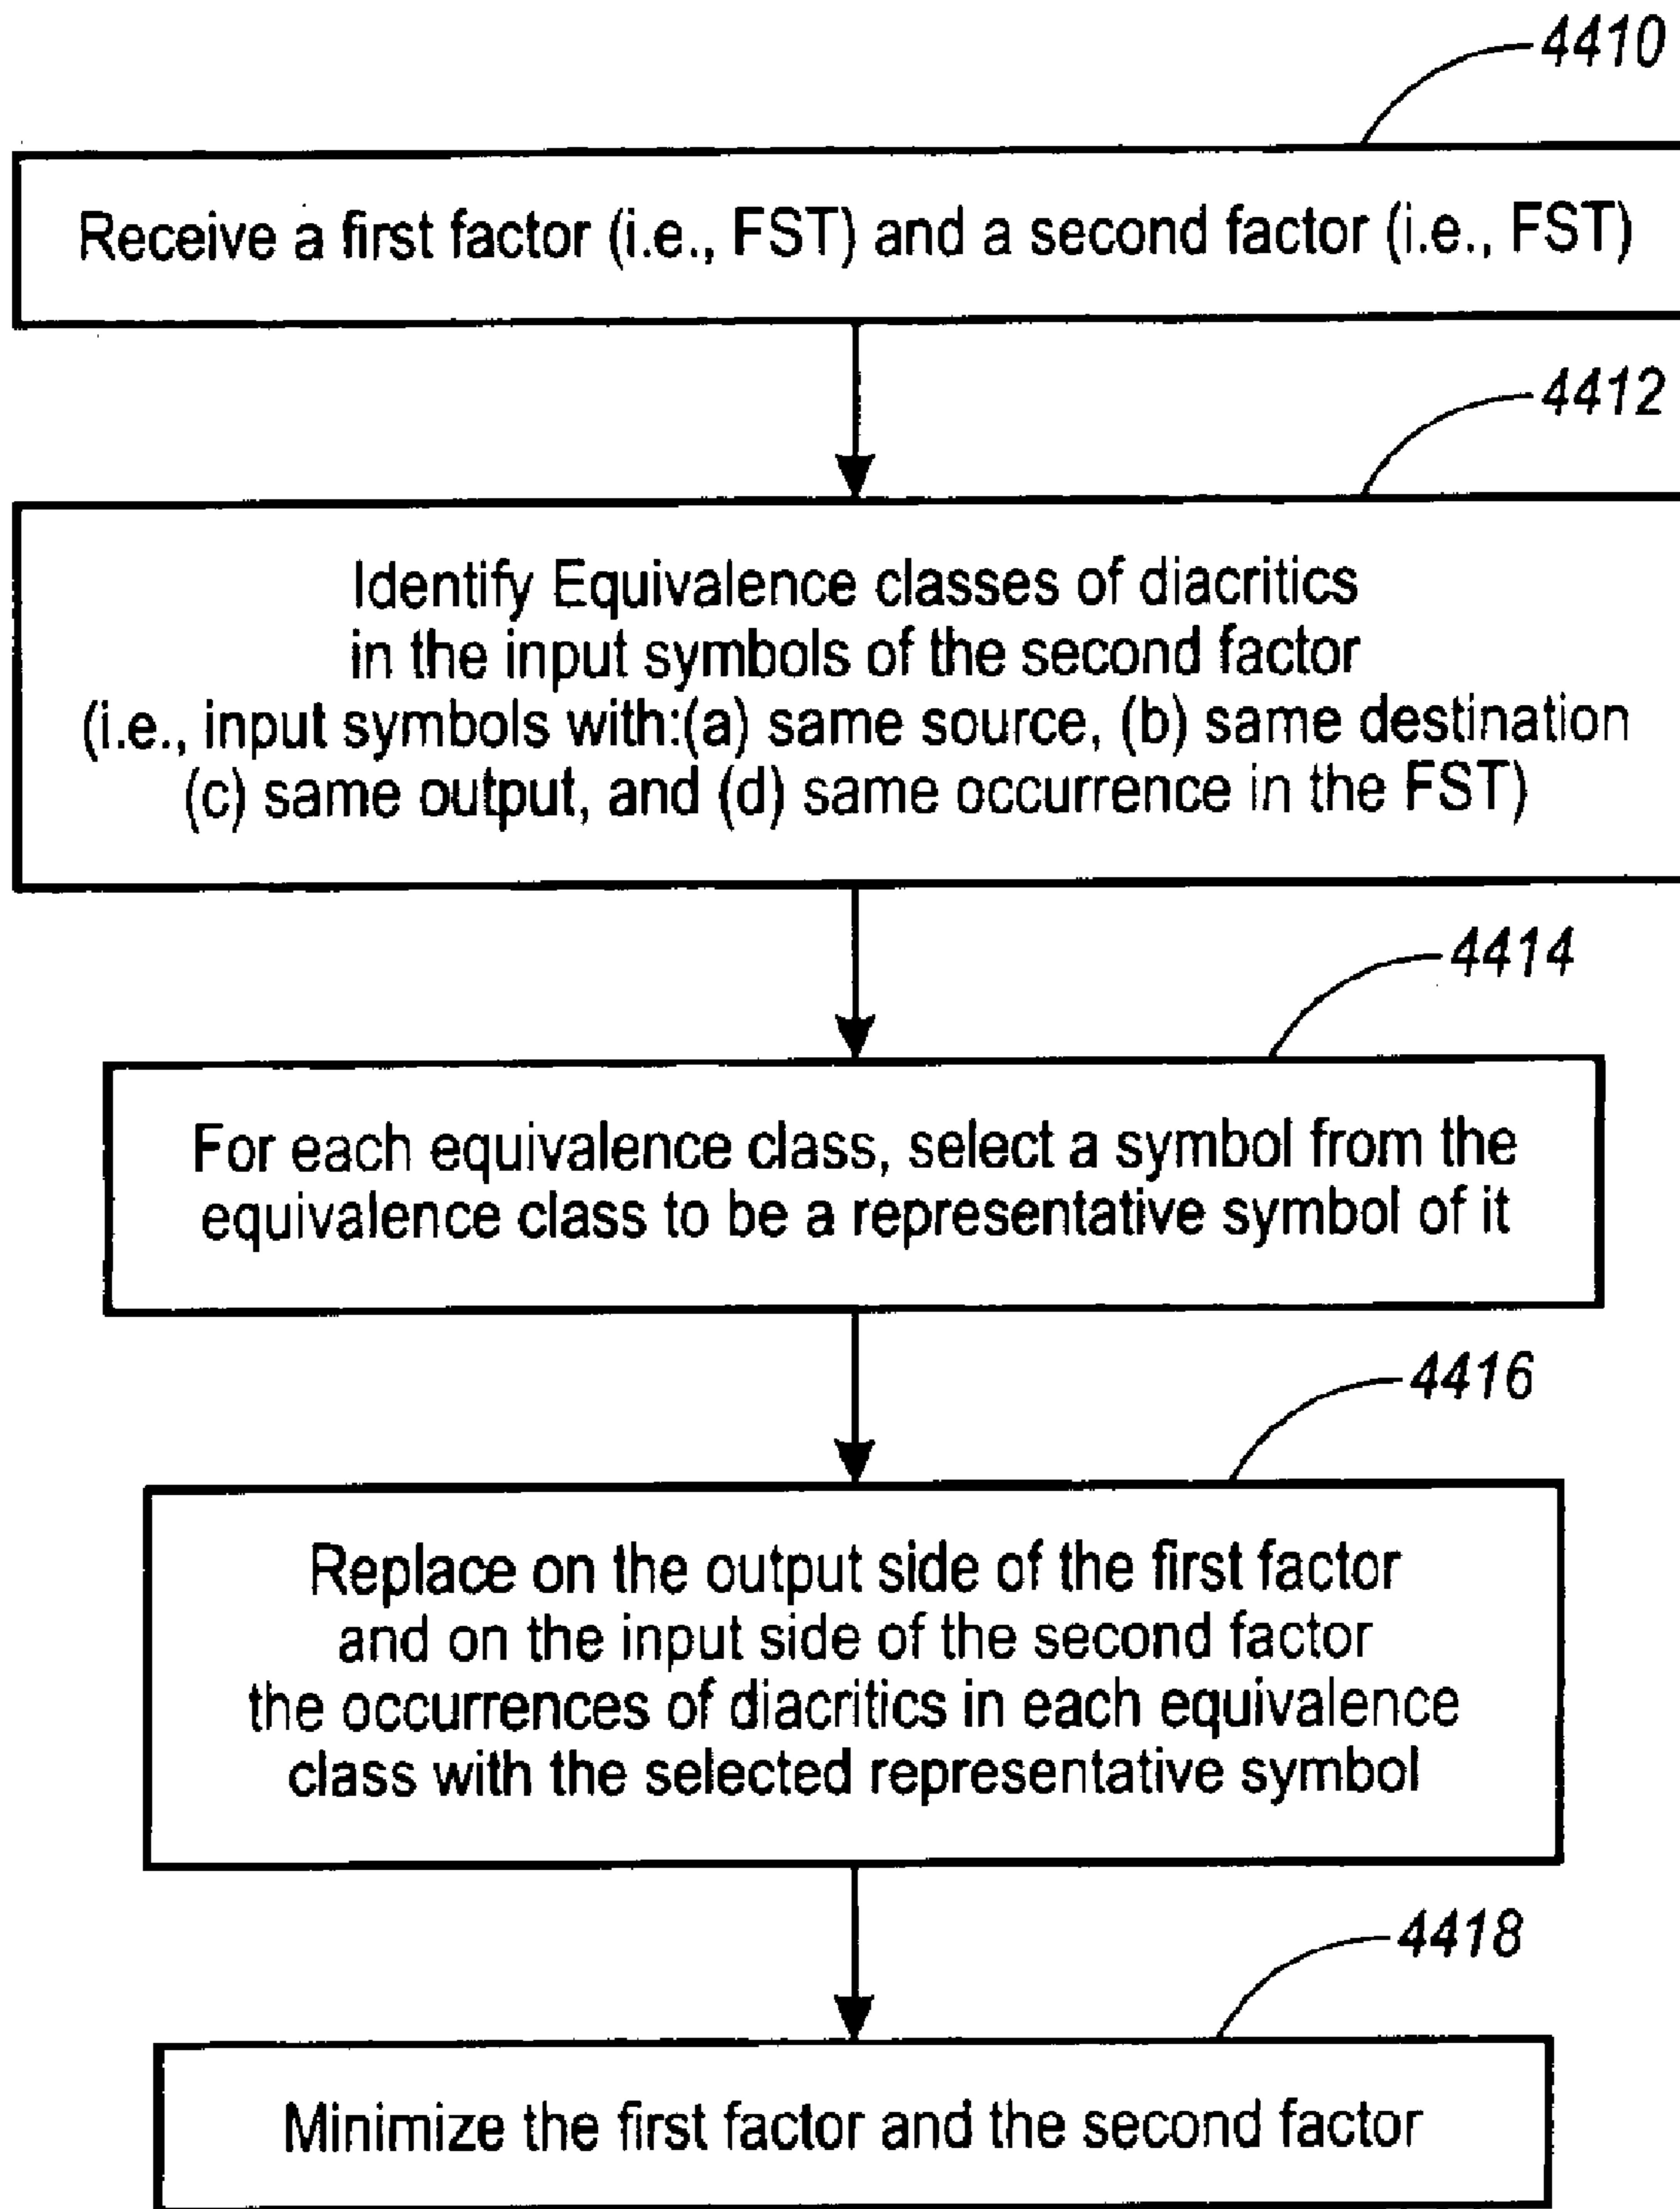 4410
Receive a first factor (i.e., FST) and a second factor (i.e., FST)
4412
Identify Equivalence classes of diacritics
in the input symbols of the second factor
(i.e., input symbols with:(a) same source, (b) same destination
(c) same output, and (d) same occurrence in the FST)
4414
For each equivalence class, select a symbol from the
equivalence class to be a representative symbol of it
4416
Replace on the output side of the first factor
and on the input side of the second factor
the occurrences of diacritics in each equivalence
class with the selected representative symbol
4418
Minimize the first factor and the second factor